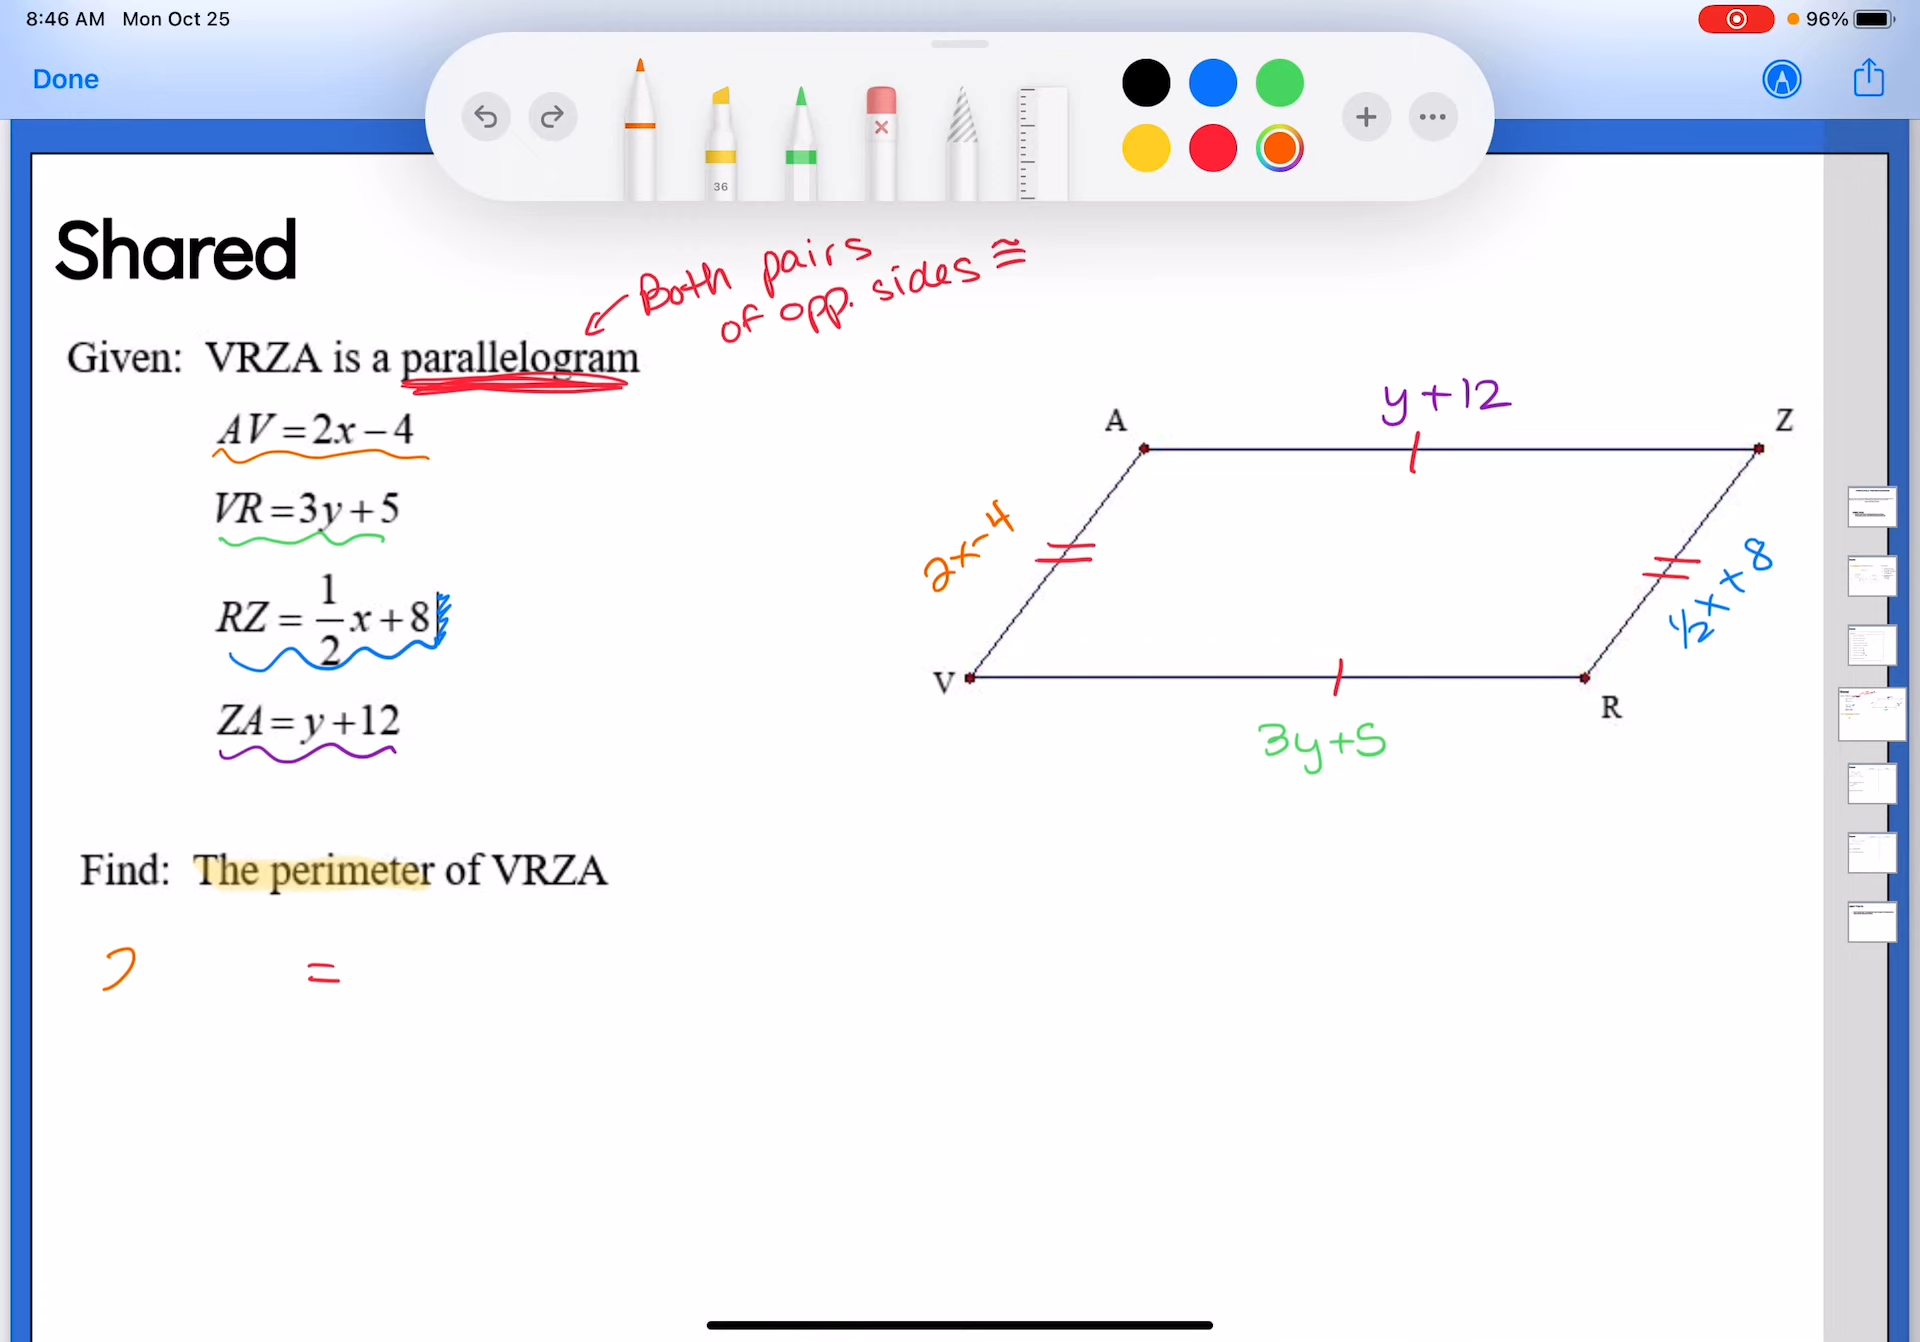 8:46 AM Mon Oct 25
96%
Done
36
Shared
Both pairs
of opp. sides ≅
Given: VRZA is a parallelogram
AV = 2x − 4
VR = 3y + 5
RZ = 1/2 x + 8
ZA = y + 12
A
y + 12
Z
2x - 4
1/2 x + 8
V
R
3y + 5
Find: The perimeter of VRZA
=